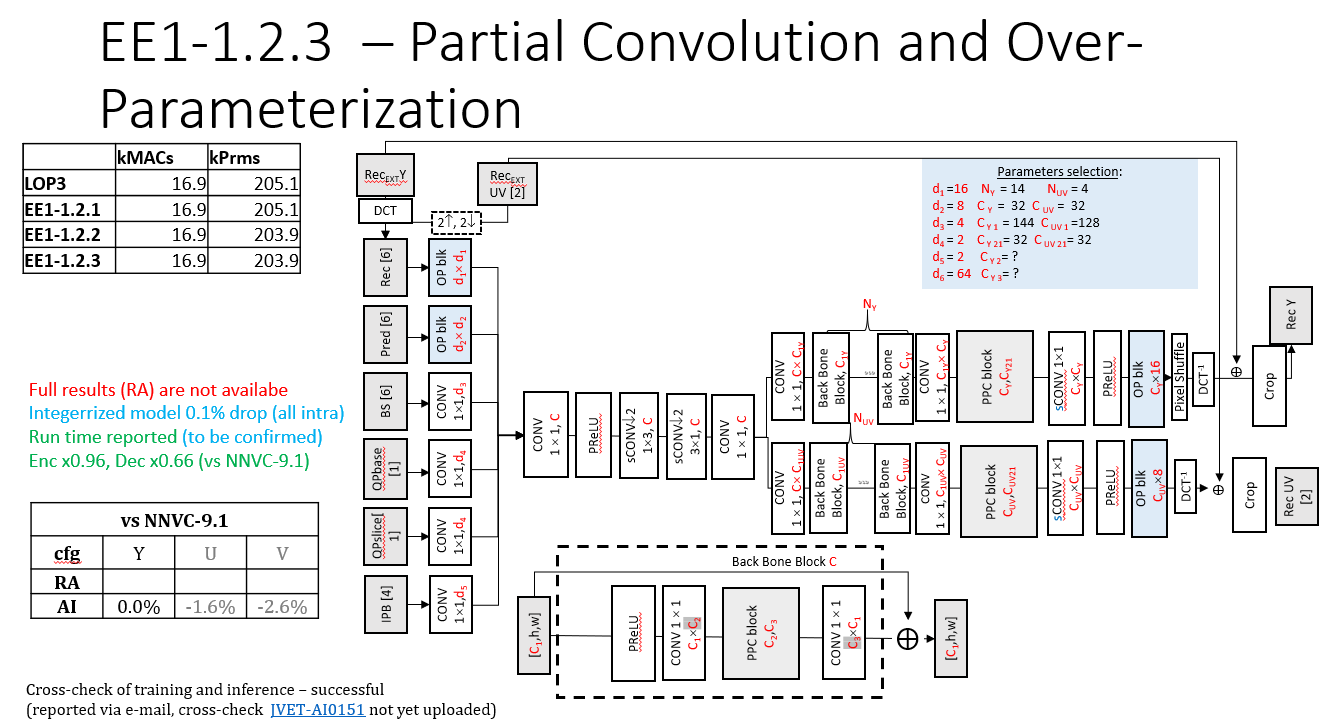 EE1-1.2.3 – Partial Convolution and Over-
Parameterization
kMACs kPrms
LOP3 16.9 205.1
EE1-1.2.1 16.9 205.1
EE1-1.2.2 16.9 203.9
EE1-1.2.3 16.9 203.9
Full results (RA) are not availabe
Integerrized model 0.1% drop (all intra)
Run time reported (to be confirmed)
Enc x0.96, Dec x0.66 (vs NNVC-9.1)
vs NNVC-9.1
cfg Y U V
RA
AI 0.0% -1.6% -2.6%
Cross-check of training and inference – successful
(reported via e-mail, cross-check JVET-AI0151 not yet uploaded)
RecEXTY
DCT
RecEXT
UV [2]
2↑, 2↓
Rec [6]
OP blk
d1× d1
Pred [6]
OP blk
d2× d2
BS [6]
CONV
1×1,d3
QPbase
[1]
CONV
1×1,d4
QPslice[
1]
CONV
1×1,d4
IPB [4]
CONV
1×1,d5
CONV
1 × 1, C
PReLU
sCONV↓2
1×3, C
sCONV↓2
3×1, C
CONV
1 × 1, C
Parameters selection:
d1 =16 NY = 14 NUV = 4
d2 = 8 CY = 32 CUV = 32
d3 = 4 CY1 = 144 CUV1 =128
d4 = 2 CY21= 32 CUV21= 32
d5 = 2 CY2= ?
d6 = 64 CY3= ?
NY
CONV
1 × 1, C× C1Y
Back Bone
Block, C1Y
Back Bone
Block, C1Y
CONV
1 × 1, C1Y× CY
PPC block
CY,CY21
sCONV 1×1
CY×CY
PReLU
OP blk
CY×16
Pixel Shuffle
DCT-1
⊕
Crop
Rec Y
NUV
CONV
1 × 1, C× C1UV
Back Bone
Block, C1UV
Back Bone
Block, C1UV
CONV
1 × 1, C1UV× CUV
PPC block
CUV,CUV21
sCONV 1×1
CUV×CUV
PReLU
OP blk
CUV×8
DCT-1
⊕
Crop
Rec UV
[2]
Back Bone Block C
[C1,h,w]
PReLU
CONV 1 × 1
C1×C2
PPC block
C2,C3
CONV 1 × 1
C3×C1
⊕
[C1,h,w]